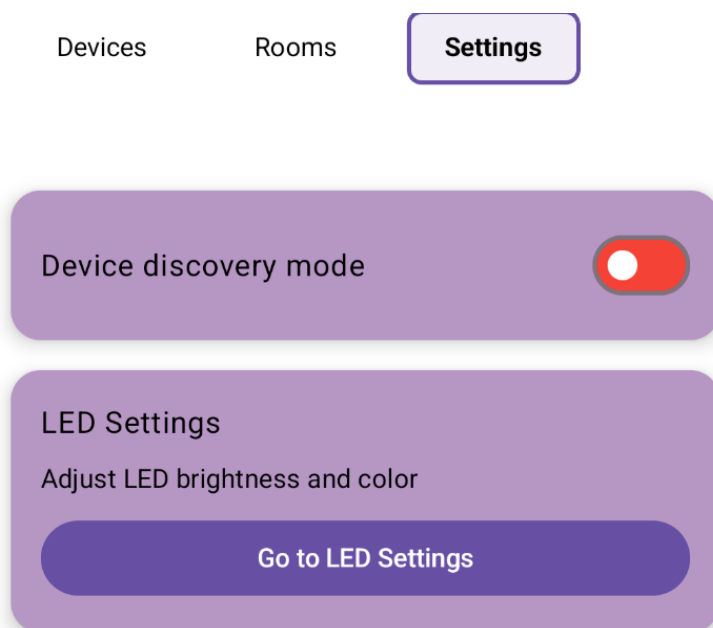 Devices
Rooms
Settings
Device discovery mode
LED Settings
Adjust LED brightness and color
Go to LED Settings